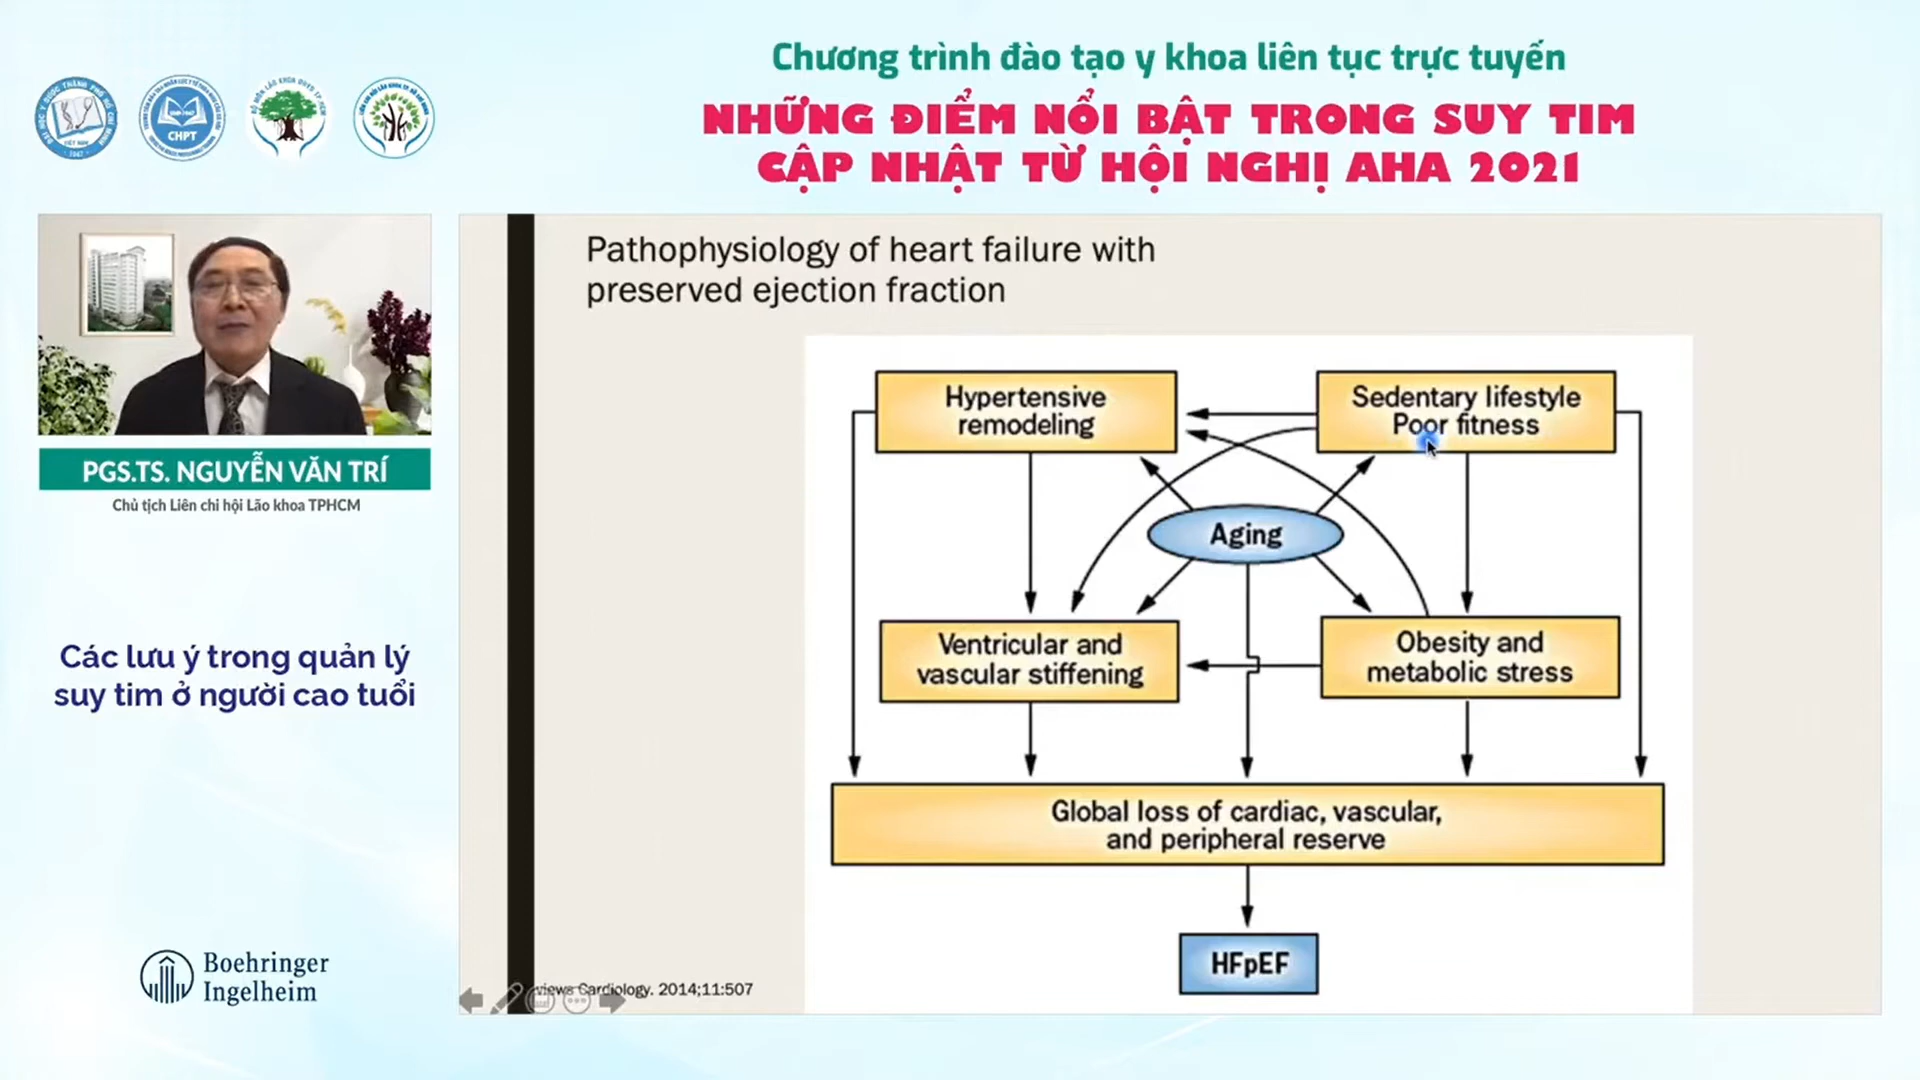 Chương trình đào tạo y khoa liên tục trực tuyến
NHỮNG ĐIỂM NỔI BẬT TRONG SUY TIM
CẬP NHẬT TỪ HỘI NGHỊ AHA 2021
CHPT
PGS.TS. NGUYỄN VĂN TRÍ
Chủ tịch Liên chi hội Lão khoa TPHCM
Các lưu ý trong quản lý
suy tim ở người cao tuổi
Boehringer
Ingelheim
Pathophysiology of heart failure with
preserved ejection fraction
Hypertensive
remodeling
Sedentary lifestyle
Poor fitness
Aging
Ventricular and
vascular stiffening
Obesity and
metabolic stress
Global loss of cardiac, vascular,
and peripheral reserve
HFpEF
Cardiology. 2014;11:507